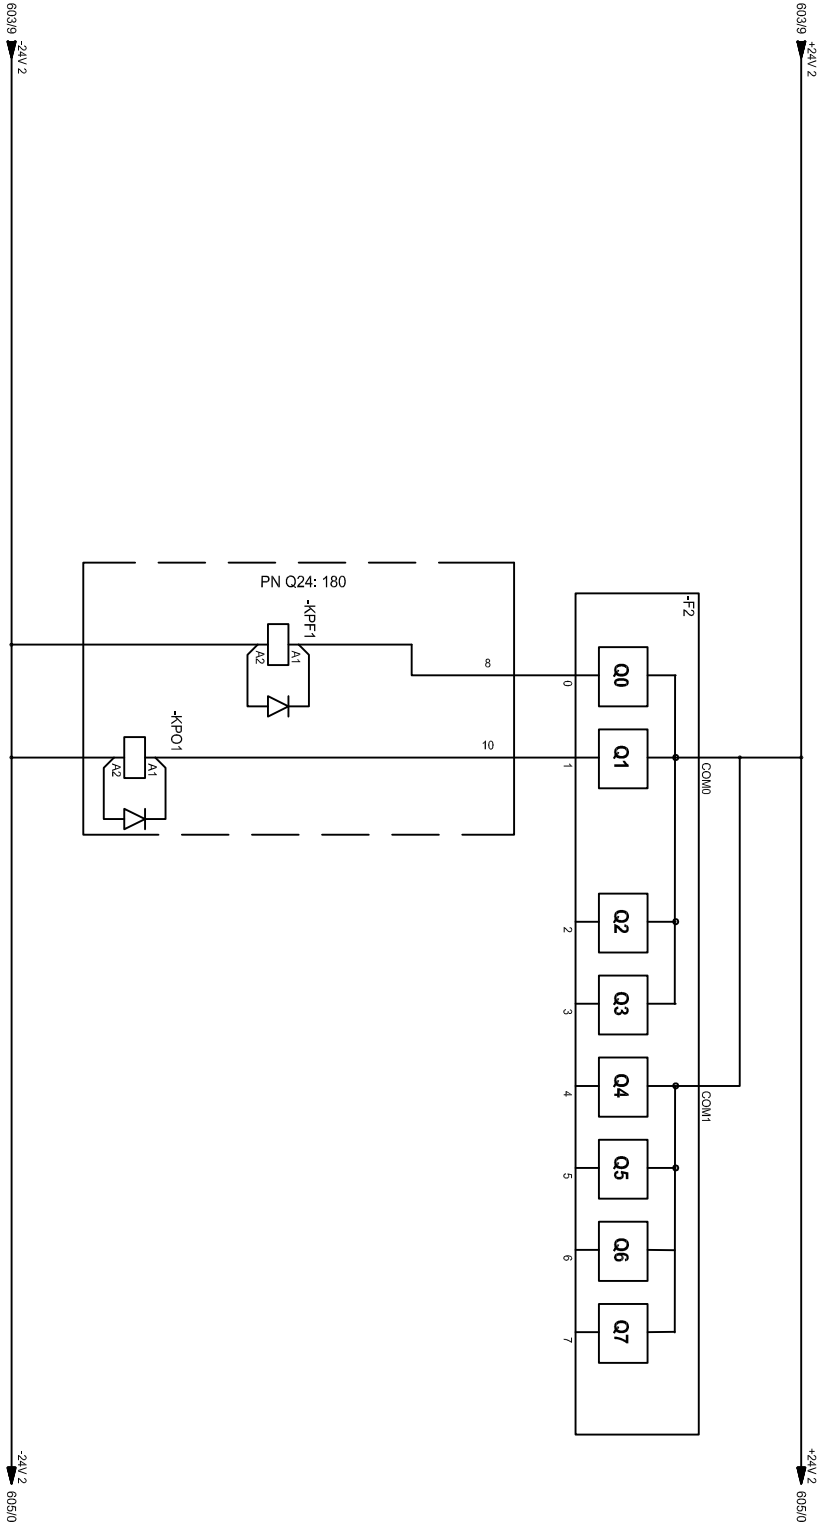 603/9
-24V 2
603/9
+24V 2
PN Q24: 180
-F2
-KPF1
A1
A2
8
0
Q0
-KPO1
A1
A2
10
1
Q1
COM0
2
Q2
3
Q3
4
Q4
COM1
5
Q5
6
Q6
7
Q7
-24V 2
605/0
+24V 2
605/0